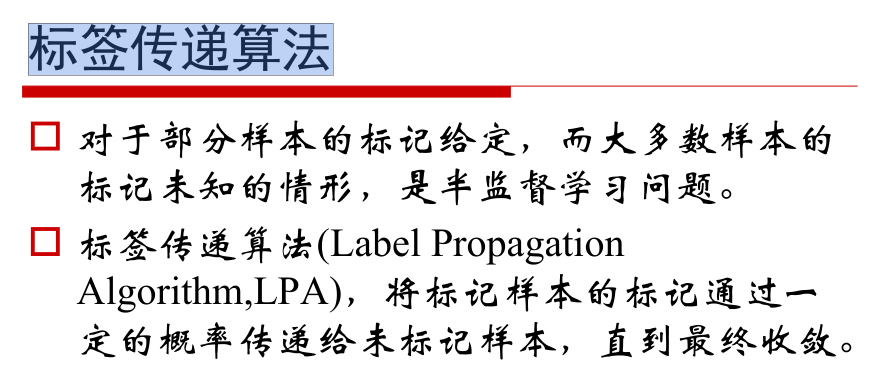 标签传递算法
对于部分样本的标记给定，而大多数样本的
标记未知的情形，是半监督学习问题。
标签传递算法(Label Propagation
Algorithm,LPA)，将标记样本的标记通过一
定的概率传递给未标记样本，直到最终收敛。